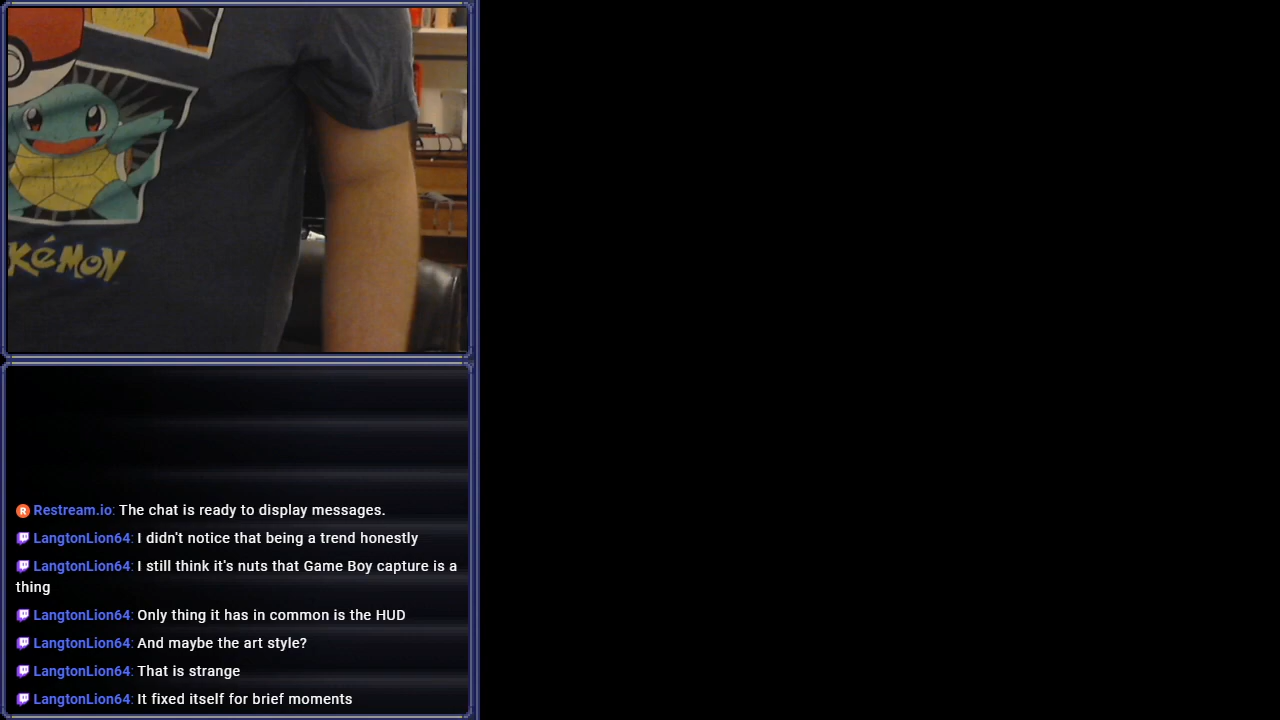 KéMoN
Restream.io: The chat is ready to display messages.
LangtonLion64: I didn't notice that being a trend honestly
LangtonLion64: I still think it's nuts that Game Boy capture is a
thing
LangtonLion64: Only thing it has in common is the HUD
LangtonLion64: And maybe the art style?
LangtonLion64: That is strange
LangtonLion64: It fixed itself for brief moments